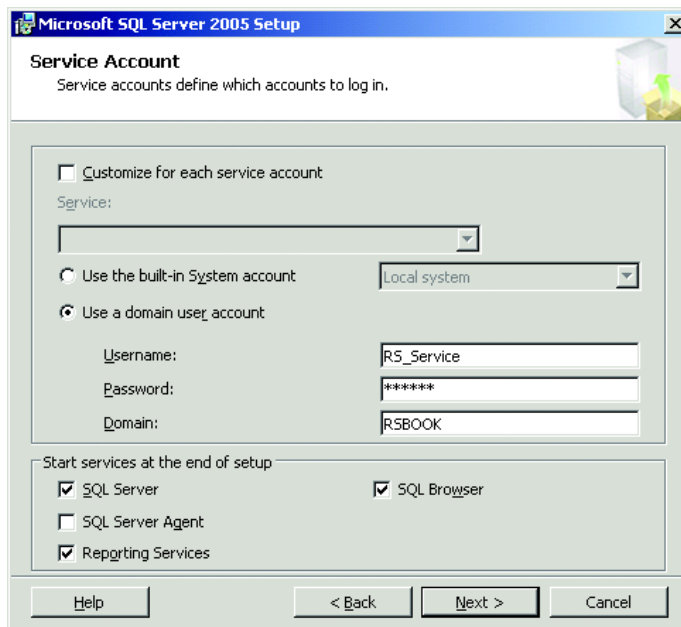 Microsoft SQL Server 2005 Setup
Service Account
Service accounts define which accounts to log in.
Customize for each service account
Service:
Use the built-in System account
Local system
Use a domain user account
Username:
RS_Service
Password:
******
Domain:
RSBOOK
Start services at the end of setup
SQL Server
SQL Browser
SQL Server Agent
Reporting Services
Help
< Back
Next >
Cancel